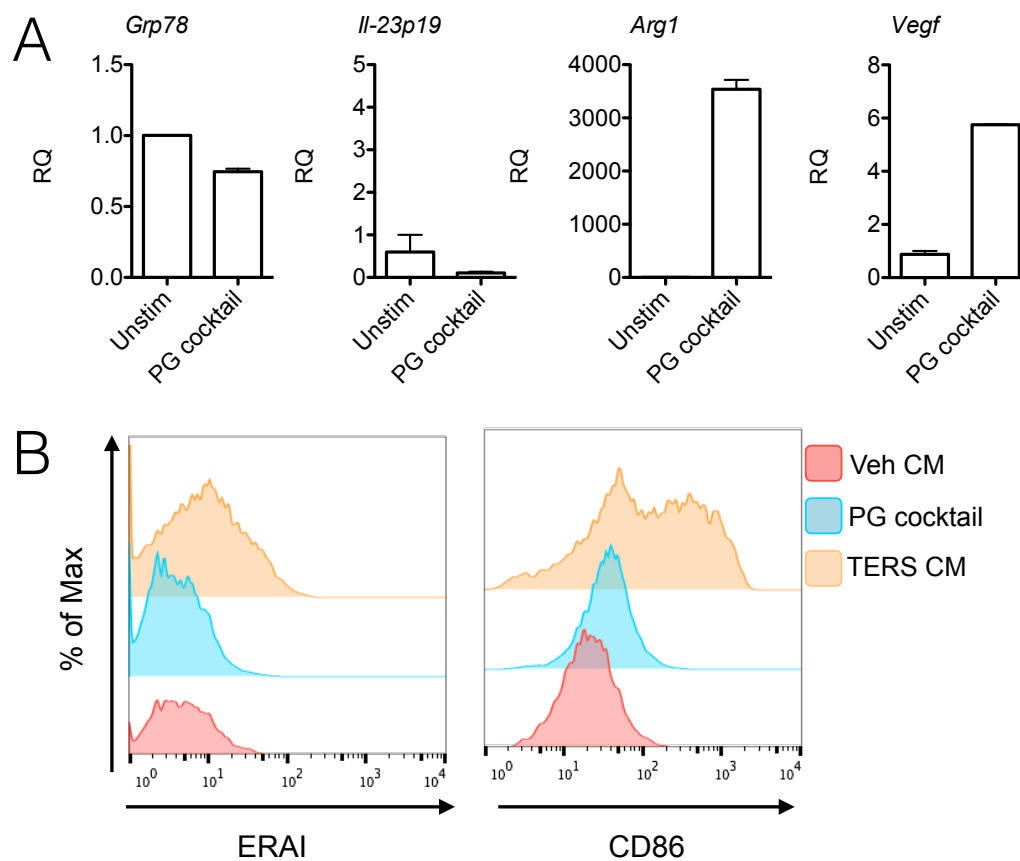 A
Grp78
Il-23p19
Arg1
Vegf
RQ
1.5
1.0
0.5
0.0
Unstim
PG cocktail
RQ
5
4
3
2
1
0
Unstim
PG cocktail
RQ
4000
3000
2000
1000
0
Unstim
PG cocktail
RQ
8
6
4
2
0
Unstim
PG cocktail
B
% of Max
10^0 10^1 10^2 10^3 10^4
ERAI
10^0 10^1 10^2 10^3 10^4
CD86
Veh CM
PG cocktail
TERS CM